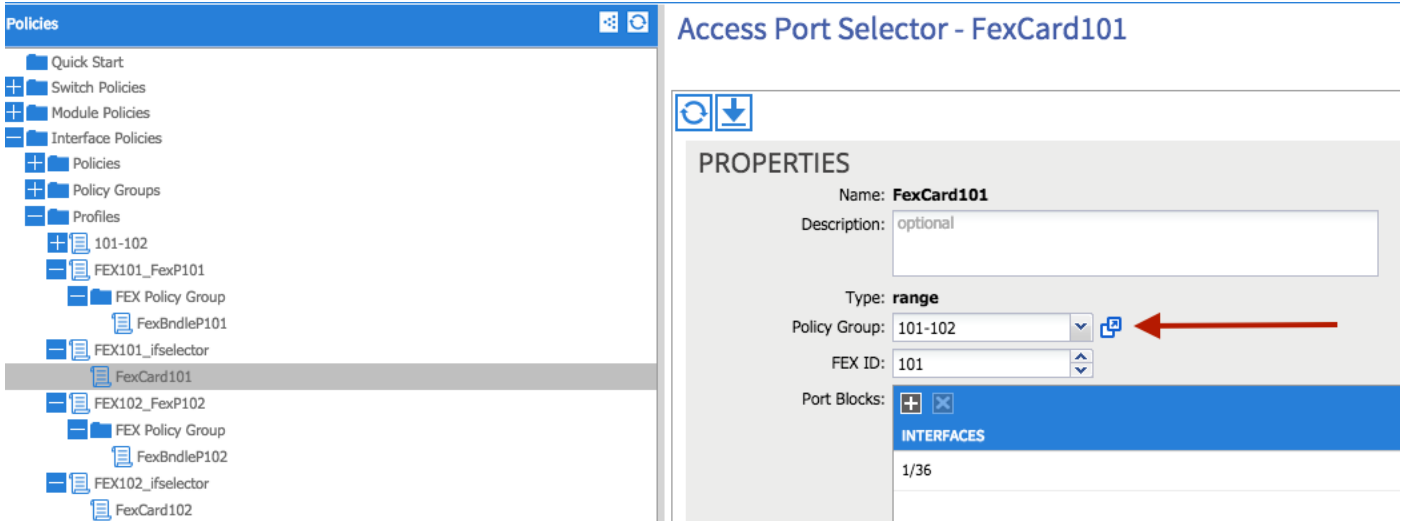 Policies
Quick Start
Switch Policies
Module Policies
Interface Policies
Policies
Policy Groups
Profiles
101-102
FEX101_FexP101
FEX Policy Group
FexBndleP101
FEX101_ifselector
FexCard101
FEX102_FexP102
FEX Policy Group
FexBndleP102
FEX102_ifselector
FexCard102
Access Port Selector - FexCard101
PROPERTIES
Name: FexCard101
Description: optional
Type: range
Policy Group: 101-102
FEX ID: 101
Port Blocks:
INTERFACES
1/36